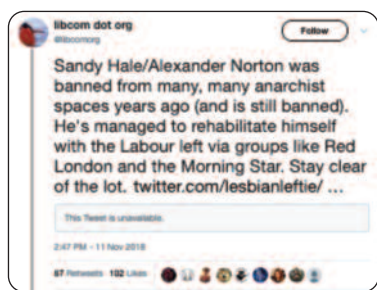 libcom dot org
@libcomorg
Follow
Sandy Hale/Alexander Norton was
banned from many, many anarchist
spaces years ago (and is still banned).
He's managed to rehabilitate himself
with the Labour left via groups like Red
London and the Morning Star. Stay clear
of the lot. twitter.com/lesbianleftie/ ...
This Tweet is unavailable.
2:47 PM - 11 Nov 2018
87 Retweets 102 Likes